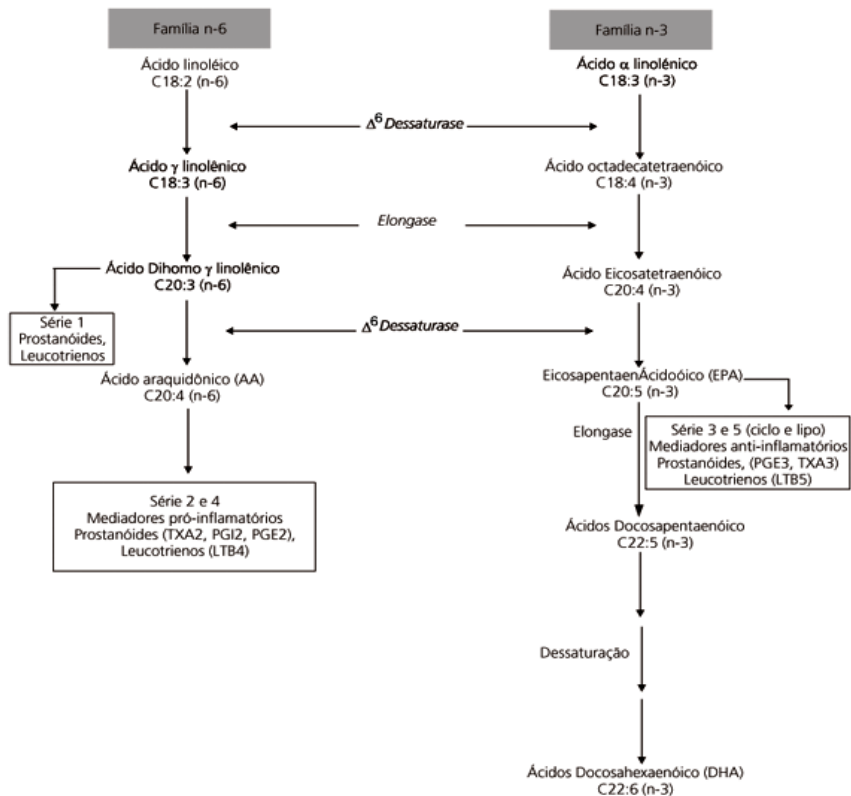 Família n-6
Ácido linoléico
C18:2 (n-6)
Família n-3
Ácido α linolênico
C18:3 (n-3)
Δ⁶ Dessaturase
Ácido γ linolênico
C18:3 (n-6)
Ácido octadecatetraenóico
C18:4 (n-3)
Elongase
Ácido Dihomo γ linolênico
C20:3 (n-6)
Ácido Eicosatetraenóico
C20:4 (n-3)
Série 1
Prostanóides,
Leucotrienos
Δ⁶ Dessaturase
Ácido araquidônico (AA)
C20:4 (n-6)
EicosapentaenÁcidoóico (EPA)
C20:5 (n-3)
Elongase
Série 3 e 5 (ciclo e lipo)
Mediadores anti-inflamatórios
Prostanóides, (PGE3, TXA3)
Leucotrienos (LTB5)
Série 2 e 4
Mediadores pró-inflamatórios
Prostanóides (TXA2, PGI2, PGE2),
Leucotrienos (LTB4)
Ácidos Docosapentaenóico
C22:5 (n-3)
Dessaturação
Ácidos Docosahexaenóico (DHA)
C22:6 (n-3)